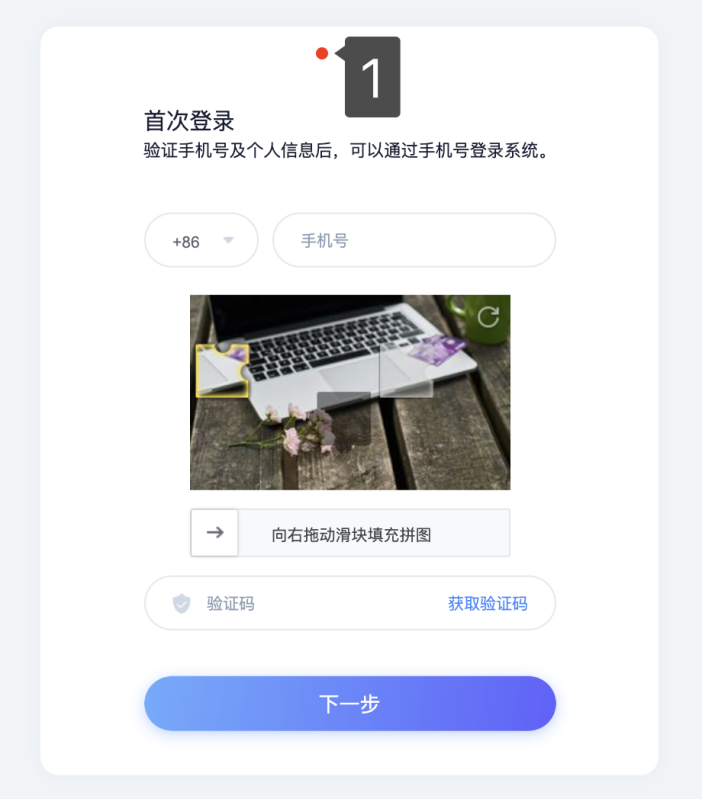 1
首次登录
验证手机号及个人信息后，可以通过手机号登录系统。
+86
手机号
向右拖动滑块填充拼图
验证码
获取验证码
下一步